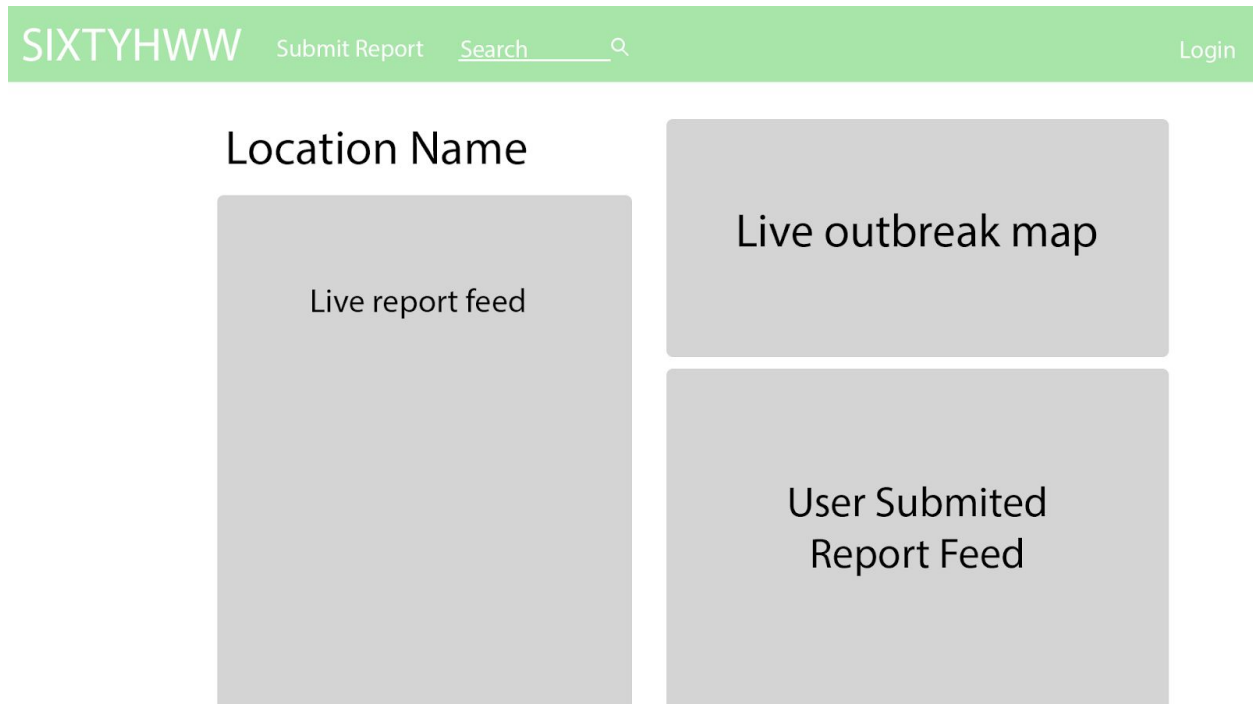 SIXTYHWW Submit Report Search Login
Location Name
Live report feed
Live outbreak map
User Submited
Report Feed